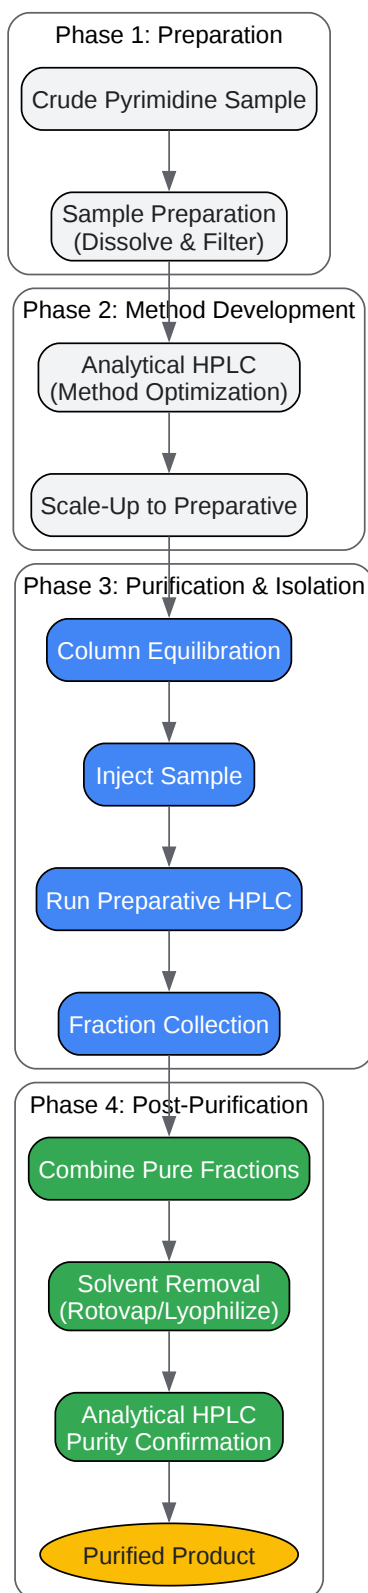 Phase 1: Preparation
Crude Pyrimidine Sample
Sample Preparation
(Dissolve & Filter)
Phase 2: Method Development
Analytical HPLC
(Method Optimization)
Scale-Up to Preparative
Phase 3: Purification & Isolation
Column Equilibration
Inject Sample
Run Preparative HPLC
Fraction Collection
Phase 4: Post-Purification
Combine Pure Fractions
Solvent Removal
(Rotovap/Lyophilize)
Analytical HPLC
Purity Confirmation
Purified Product